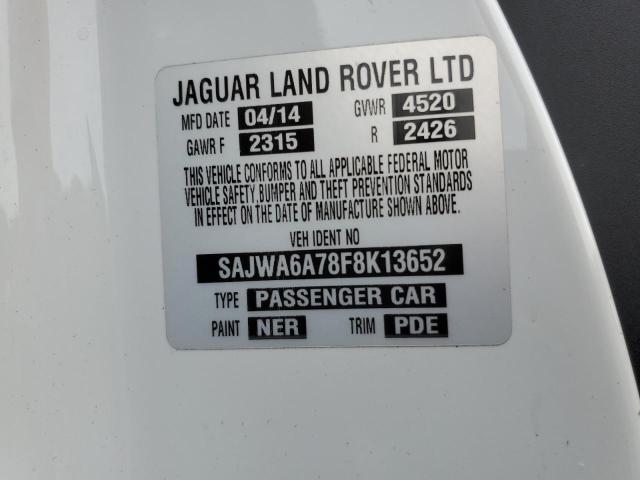 JAGUAR LAND ROVER LTD
MFD DATE 04/14 GVWR 4520
GAWR F 2315 R 2426
THIS VEHICLE CONFORMS TO ALL APPLICABLE FEDERAL MOTOR
VEHICLE SAFETY, BUMPER AND THEFT PREVENTION STANDARDS
IN EFFECT ON THE DATE OF MANUFACTURE SHOWN ABOVE.
VEH IDENT NO
SAJWA6A78F8K13652
TYPE PASSENGER CAR
PAINT NER TRIM PDE